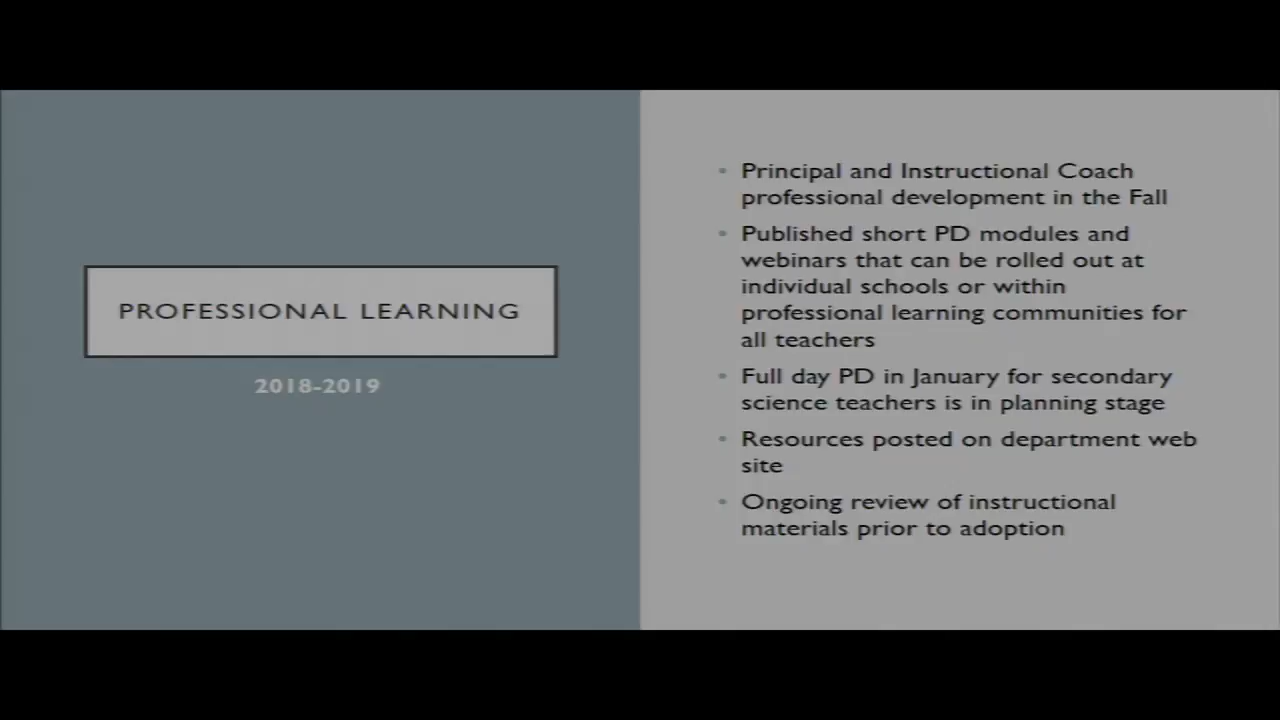 PROFESSIONAL LEARNING
2018-2019
Principal and Instructional Coach
professional development in the Fall
Published short PD modules and
webinars that can be rolled out at
individual schools or within
professional learning communities for
all teachers
Full day PD in January for secondary
science teachers is in planning stage
Resources posted on department web
site
Ongoing review of instructional
materials prior to adoption